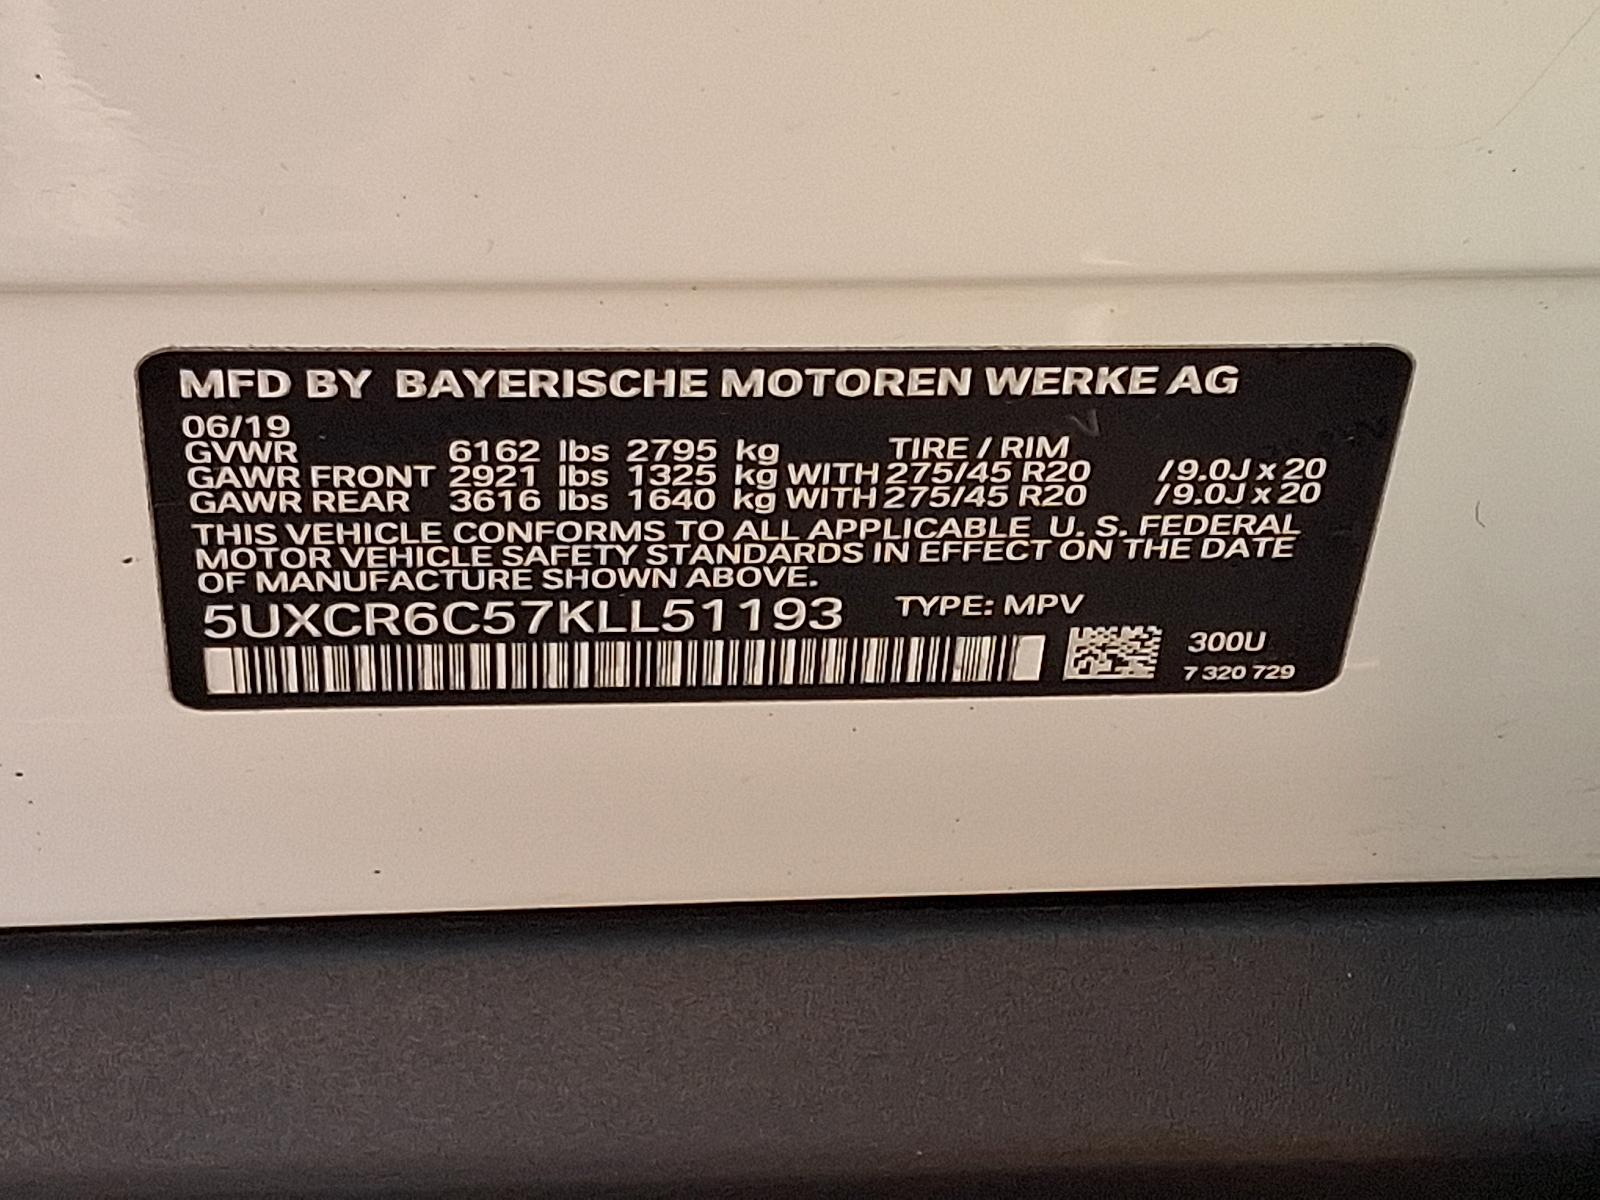 MFD BY BAYERISCHE MOTOREN WERKE AG
06/19
GVWR 6162 lbs 2795 kg TIRE / RIM
GAWR FRONT 2921 lbs 1325 kg WITH 275/45 R20 /9.0J x 20
GAWR REAR 3616 lbs 1640 kg WITH 275/45 R20 /9.0J x 20
THIS VEHICLE CONFORMS TO ALL APPLICABLE U. S. FEDERAL
MOTOR VEHICLE SAFETY STANDARDS IN EFFECT ON THE DATE
OF MANUFACTURE SHOWN ABOVE.
5UXCR6C57KLL51193 TYPE: MPV
300U
7 320 729